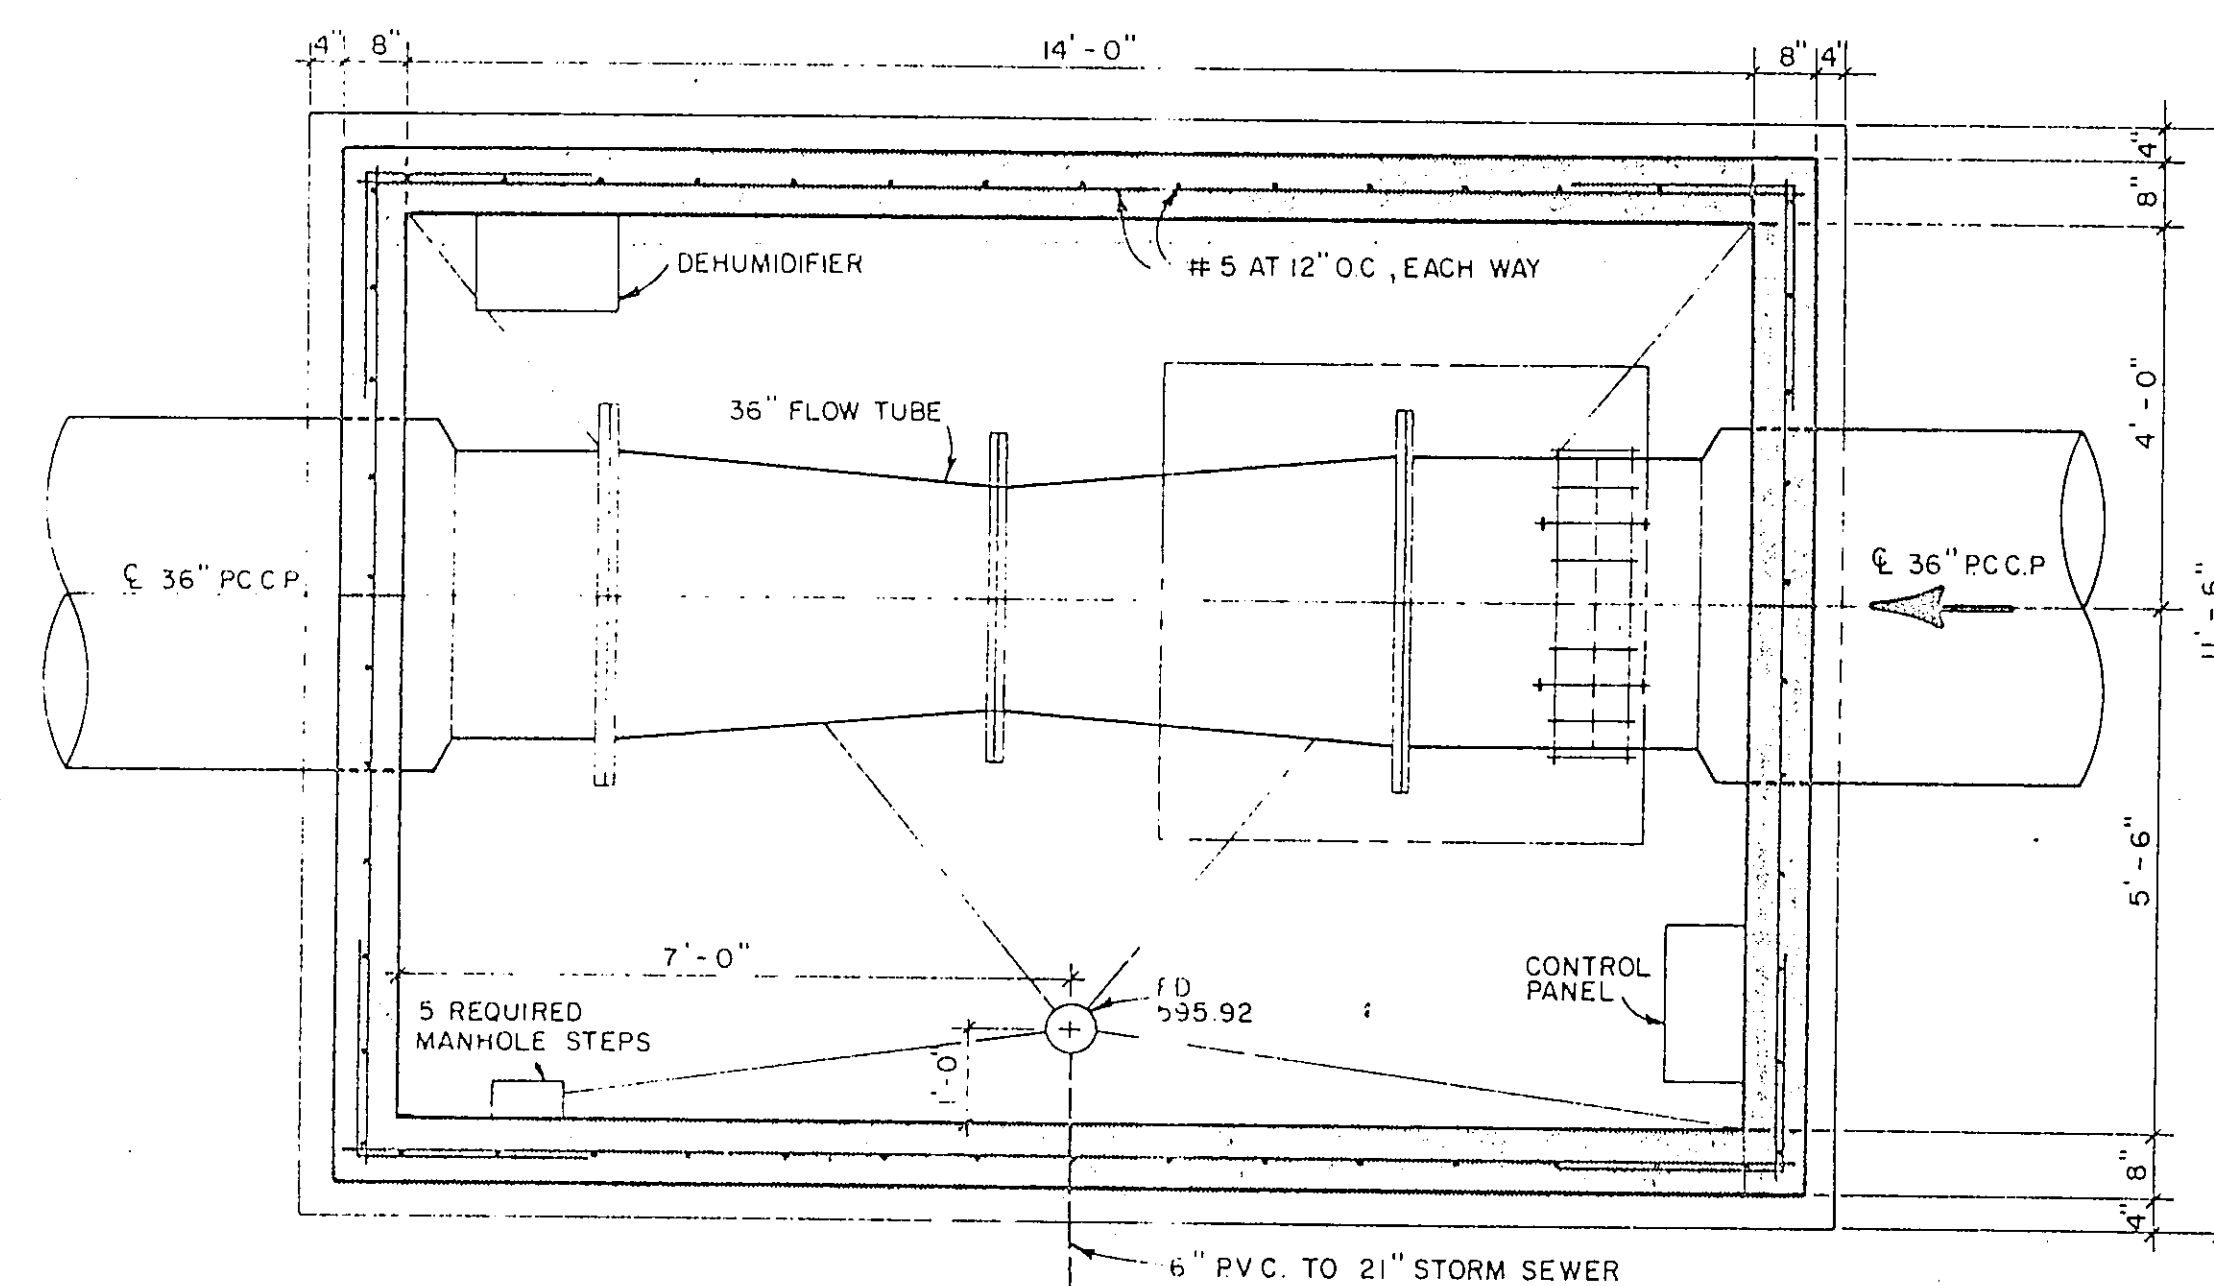 4" 8" 14'-0" 8" 4'
4"
8"
DEHUMIDIFIER
# 5 AT 12" O.C , EACH WAY
4'-0"
36" FLOW TUBE
℄ 36" P.C.C.P.
℄ 36" P.C.C.P
11'-6"
5'-6"
7'-0"
CONTROL
PANEL
5 REQUIRED
MANHOLE STEPS
FD
595.92
1'-0"
8"
4"
6" P.V.C. TO 21" STORM SEWER